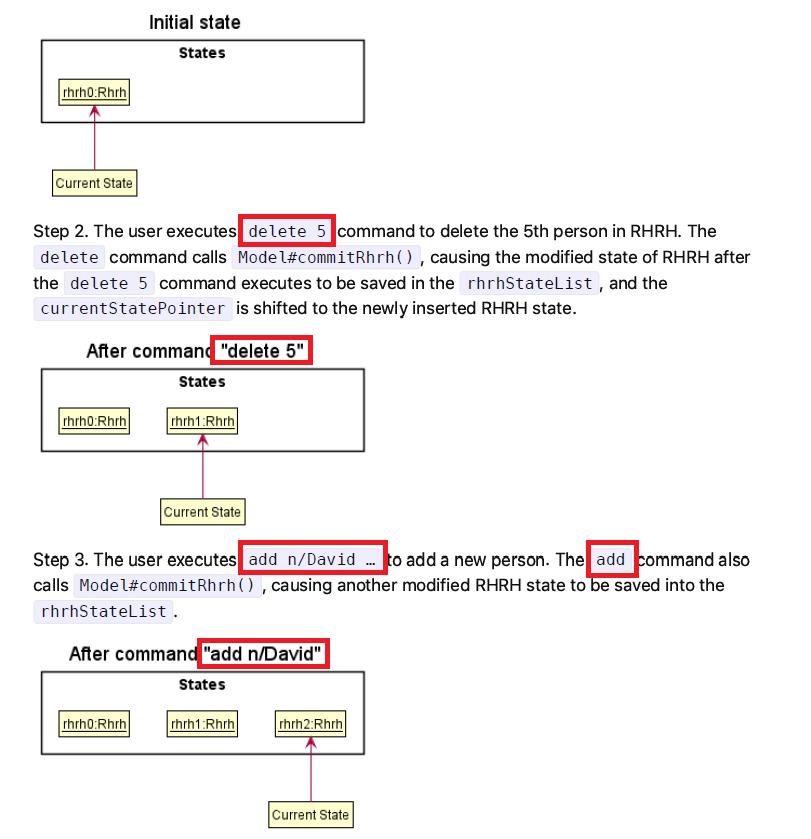 Initial state
States
rhrh0:Rhrh
Current State
Step 2. The user executes delete 5 command to delete the 5th person in RHRH. The
delete command calls Model#commitRhrh() , causing the modified state of RHRH after
the delete 5 command executes to be saved in the rhrhStateList , and the
currentStatePointer is shifted to the newly inserted RHRH state.
After command "delete 5"
States
rhrh0:Rhrh rhrh1:Rhrh
Current State
Step 3. The user executes add n/David … to add a new person. The add command also
calls Model#commitRhrh() , causing another modified RHRH state to be saved into the
rhrhStateList .
After command "add n/David"
States
rhrh0:Rhrh rhrh1:Rhrh rhrh2:Rhrh
Current State